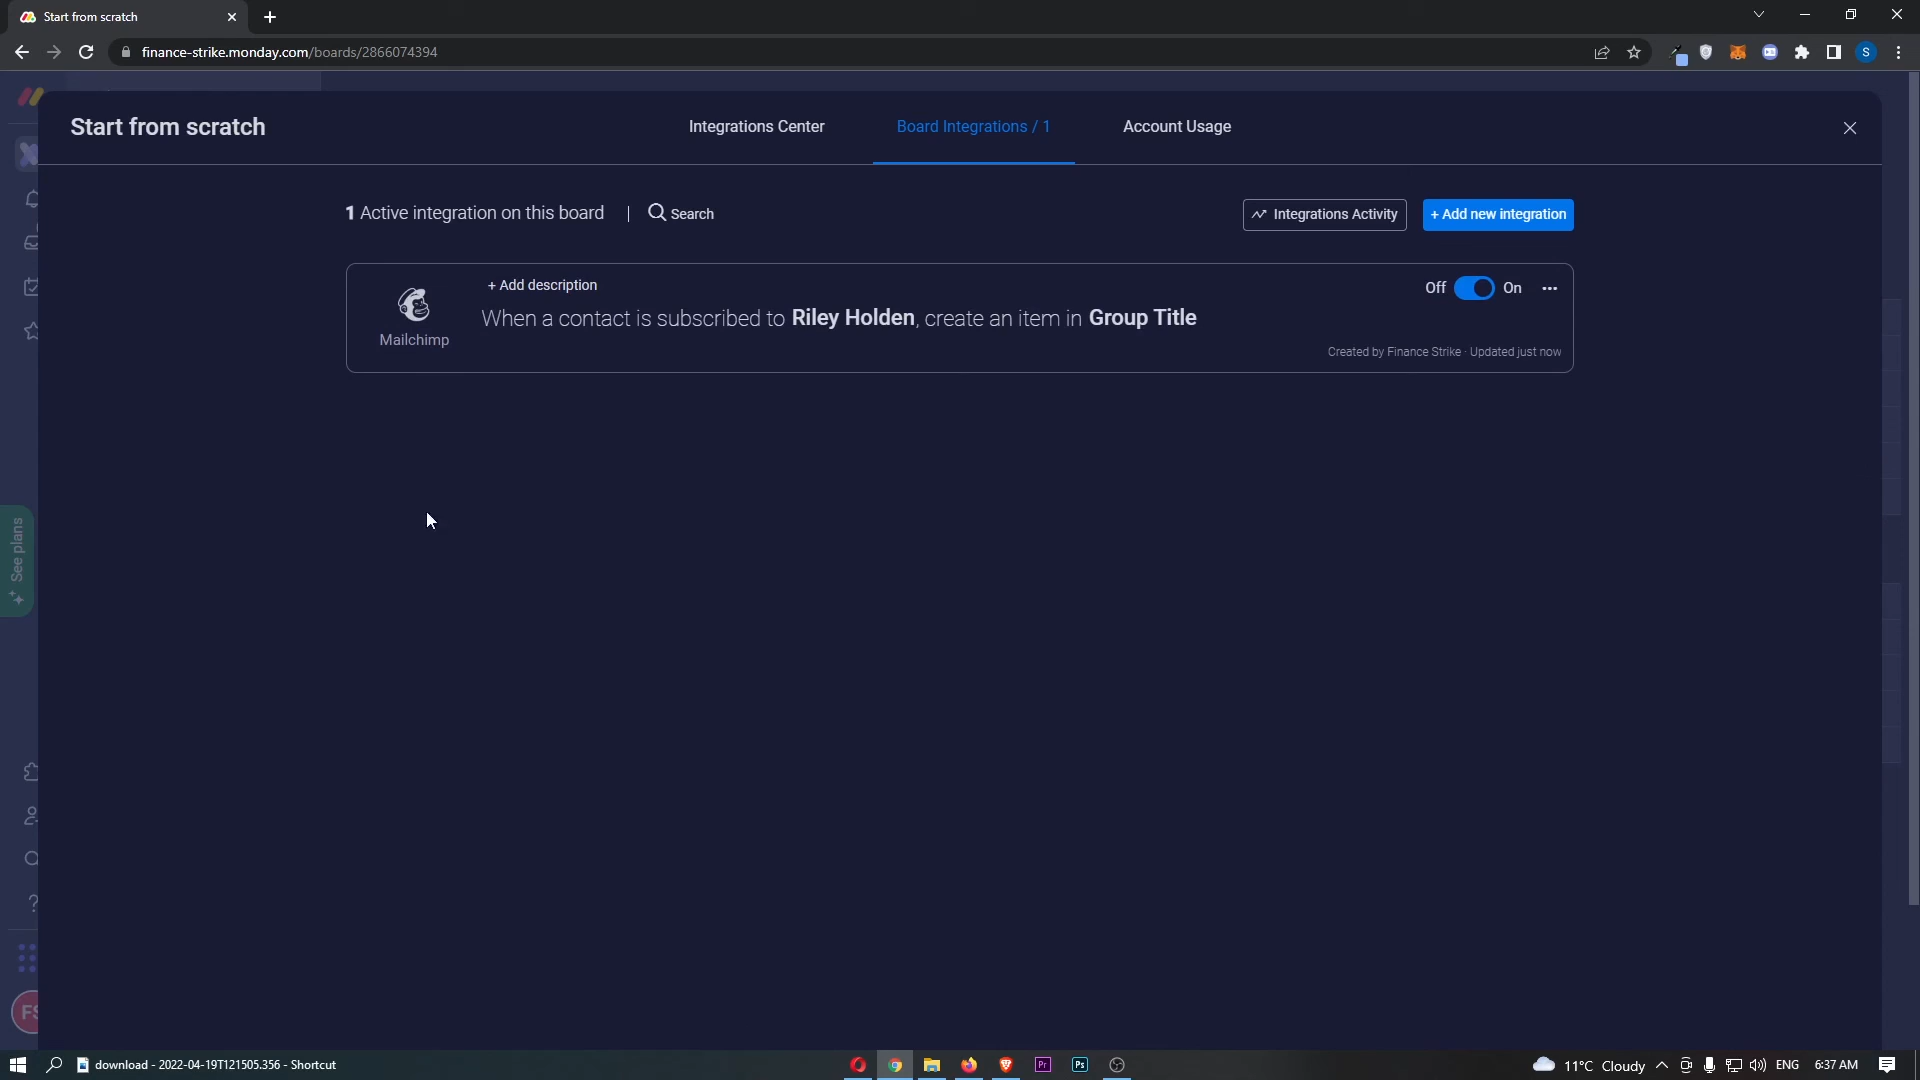 Start from scratch
finance-strike.monday.com/boards/2866074394
S
Start from scratch
Integrations Center
Board Integrations / 1
Account Usage
1 Active integration on this board | Search
Integrations Activity
+ Add new integration
+ Add description
Off
On
When a contact is subscribed to Riley Holden, create an item in Group Title
Mailchimp
Created by Finance Strike · Updated just now
See plans
FS
download - 2022-04-19T121505.356 - Shortcut
Pr
Ps
11°C Cloudy
ENG
6:37 AM